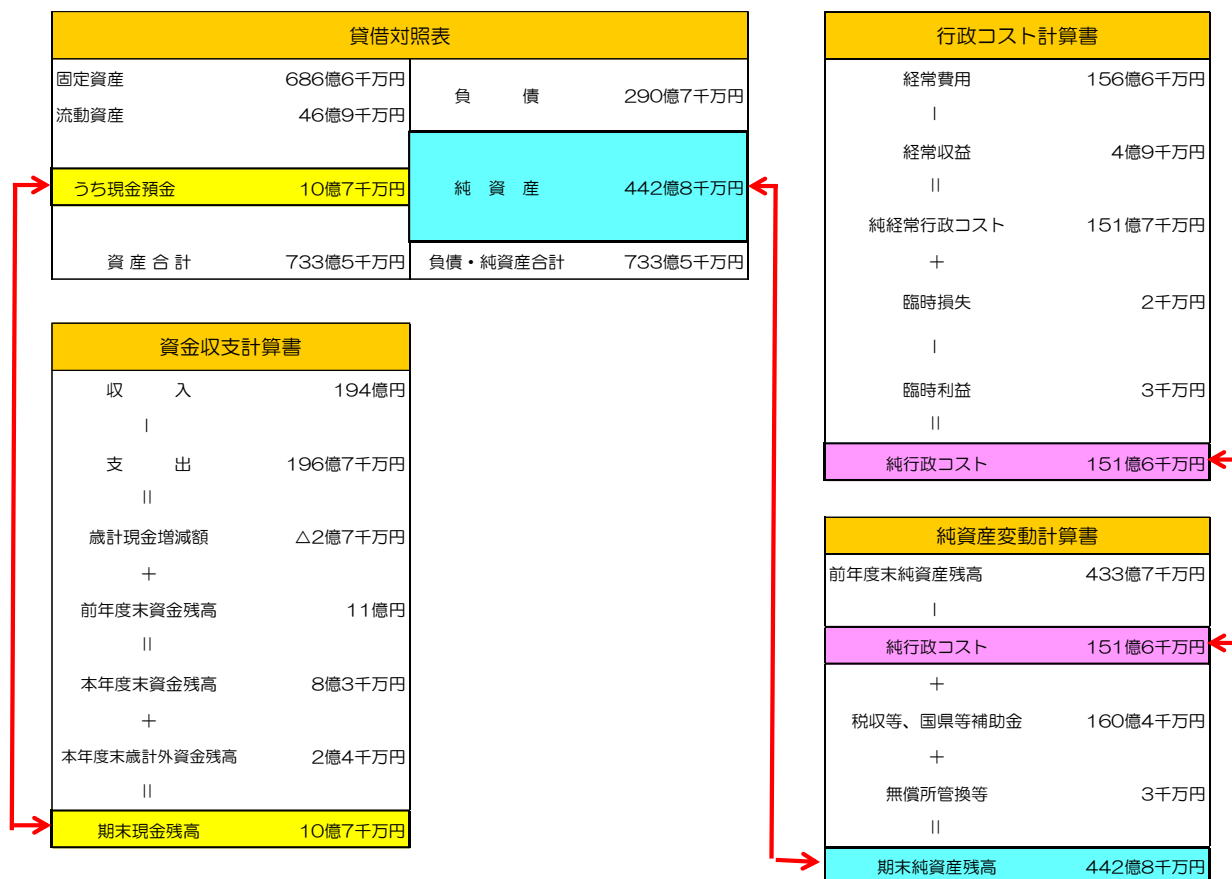 貸借対照表
固定資産 686億6千万円
流動資産 46億9千万円
うち現金預金 10億7千万円
資産合計 733億5千万円
負 債 290億7千万円
純 資 産 442億8千万円
負債・純資産合計 733億5千万円
資金収支計算書
収 入 194億円
－
支 出 196億7千万円
＝
歳計現金増減額 △2億7千万円
＋
前年度末資金残高 11億円
＝
本年度末資金残高 8億3千万円
＋
本年度末歳計外資金残高 2億4千万円
＝
期末現金残高 10億7千万円
行政コスト計算書
経常費用 156億6千万円
－
経常収益 4億9千万円
＝
純経常行政コスト 151億7千万円
＋
臨時損失 2千万円
－
臨時利益 3千万円
＝
純行政コスト 151億6千万円
純資産変動計算書
前年度末純資産残高 433億7千万円
－
純行政コスト 151億6千万円
＋
税収等、国県等補助金 160億4千万円
＋
無償所管換等 3千万円
＝
期末純資産残高 442億8千万円